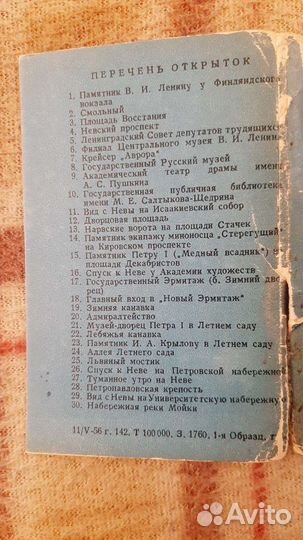 ПЕРЕЧЕНЬ ОТКРЫТОК
1. Памятник В. И. Ленину у Финляндского
вокзала
2. Смольный
3. Площадь Восстания
4. Невский проспект
5. Ленинградский Совет депутатов трудящихс
6. Филиал Центрального музея В. И. Ленина
7. Крейсер „Аврора"
8. Государственный Русский музей
9. Академический театр драмы имени
А. С. Пушкина
10. Государственная публичная библиотека
имени М. Е. Салтыкова-Щедрина
11. Вид с Невы на Исаакиевский собор
12. Дворцовая площадь
13. Нарвские ворота на площади Стачек
14. Памятник экипажу миноносца „Стерегущий"
на Кировском проспекте
15. Памятник Петру I („Медный всадник")
площади Декабристов
16. Спуск к Неве у Академии художеств
17. Государственный Эрмитаж (б. Зимний дво
рец)
18. Главный вход в "Новый Эрмитаж"
19. Зимняя канавка
20. Адмиралтейство
21. Музей-дворец Петра I в Летнем саду
22. Лебяжья канавка
23. Памятник И. А. Крылову в Летнем саду
24. Аллея Летнего сада
25. Львиный мостик
26. Спуск к Неве на Петровской набережной
27. Туманное утро на Неве
28. Петропавловская крепость
29. Вид с Невы на Университетскую набережную
30. Набережная реки Мойки
11/V-56 г. 142. Т 100000. З. 1760. 1-я Образц. т
Avito